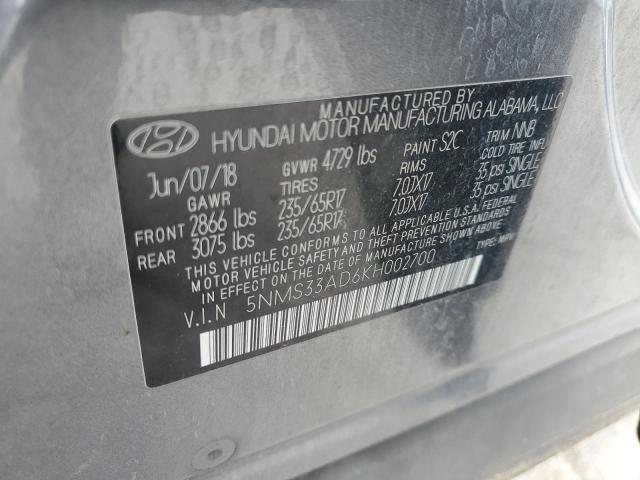 MANUFACTURED BY
HYUNDAI MOTOR MANUFACTURING ALABAMA, LLC
Jun/07/18 GVWR 4729 lbs PAINT S2C TRIM NNB
GAWR TIRES RIMS COLD TIRE INFL
FRONT 2866 lbs 235/65R17 7.0JX17 35 psi SINGLE
REAR 3075 lbs 235/65R17 7.0JX17 35 psi SINGLE
THIS VEHICLE CONFORMS TO ALL APPLICABLE U.S.A. FEDERAL
MOTOR VEHICLE SAFETY AND THEFT PREVENTION STANDARDS
IN EFFECT ON THE DATE OF MANUFACTURE SHOWN ABOVE.
V.I.N 5NMS33AD6KH002700 TYPE: MPV